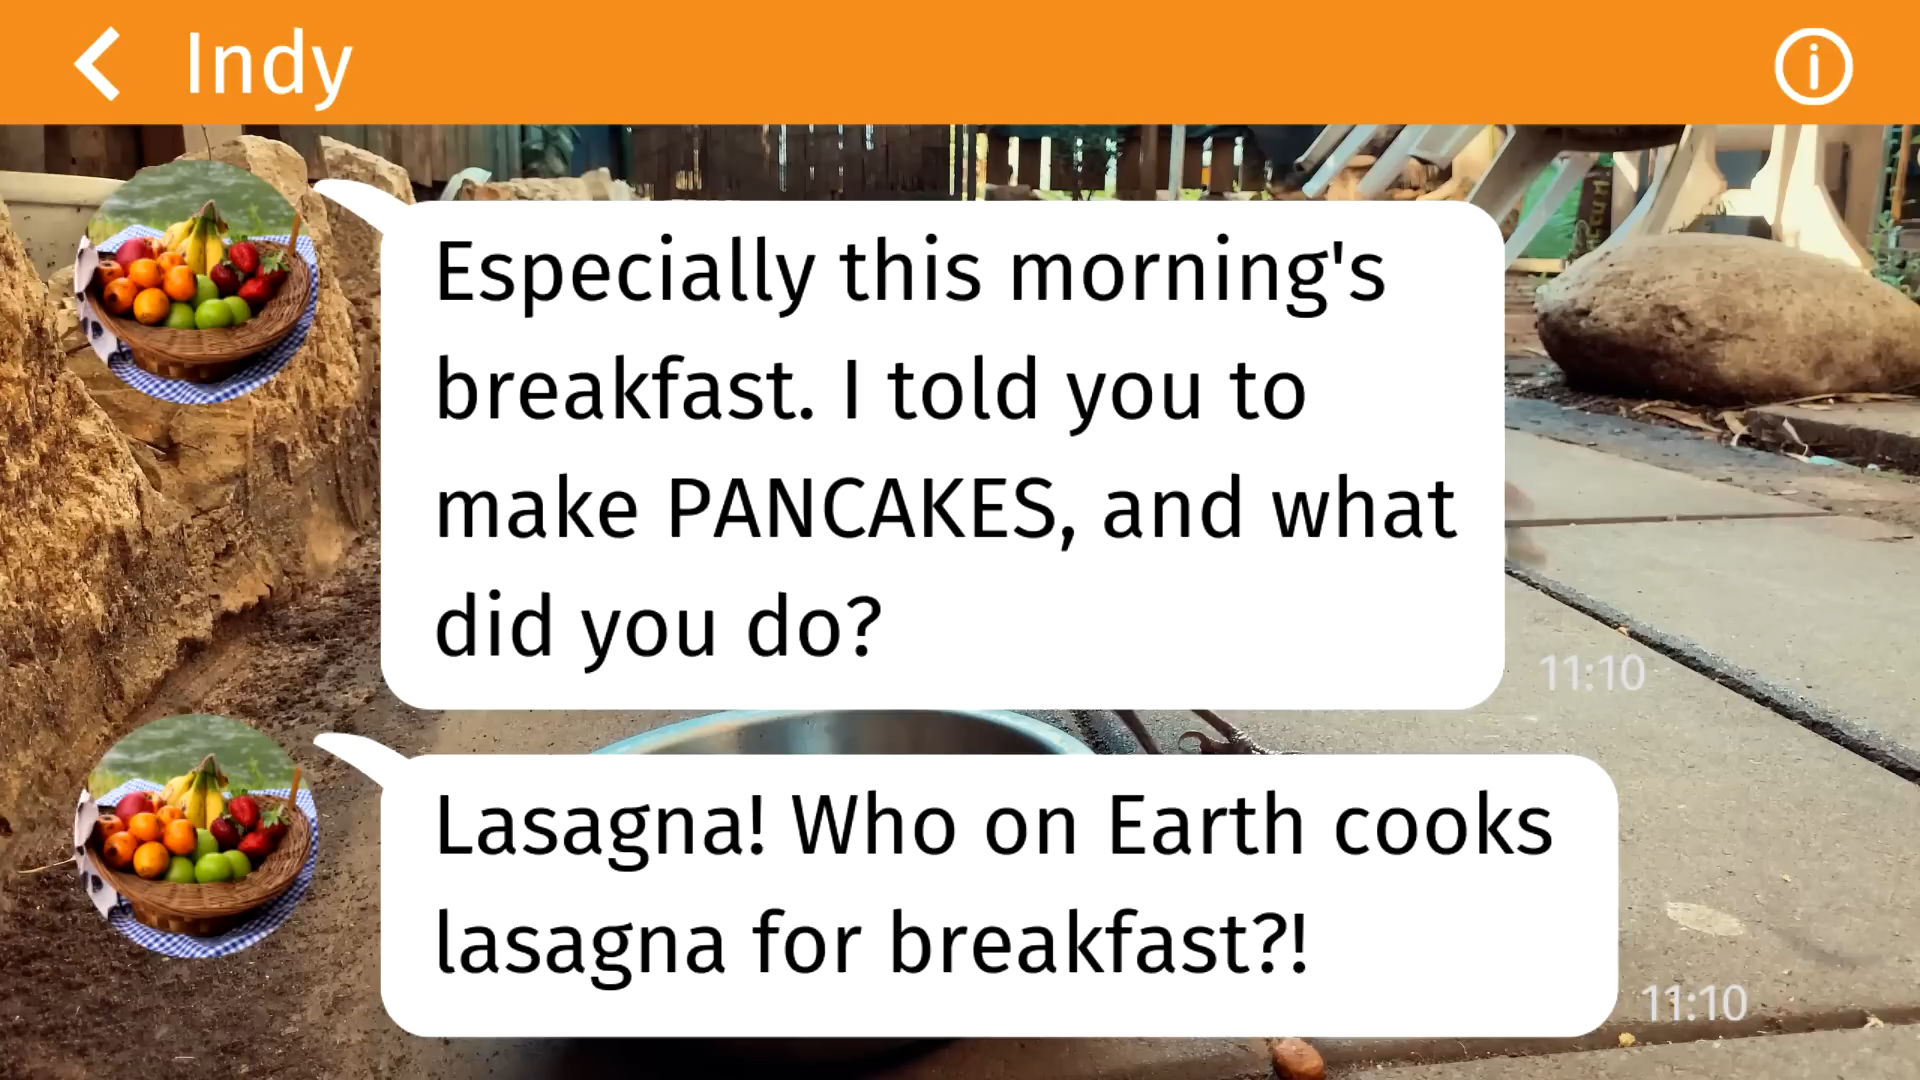 Indy
Especially this morning's
breakfast. I told you to
make PANCAKES, and what
did you do?
11:10
Lasagna! Who on Earth cooks
lasagna for breakfast?!
11:10